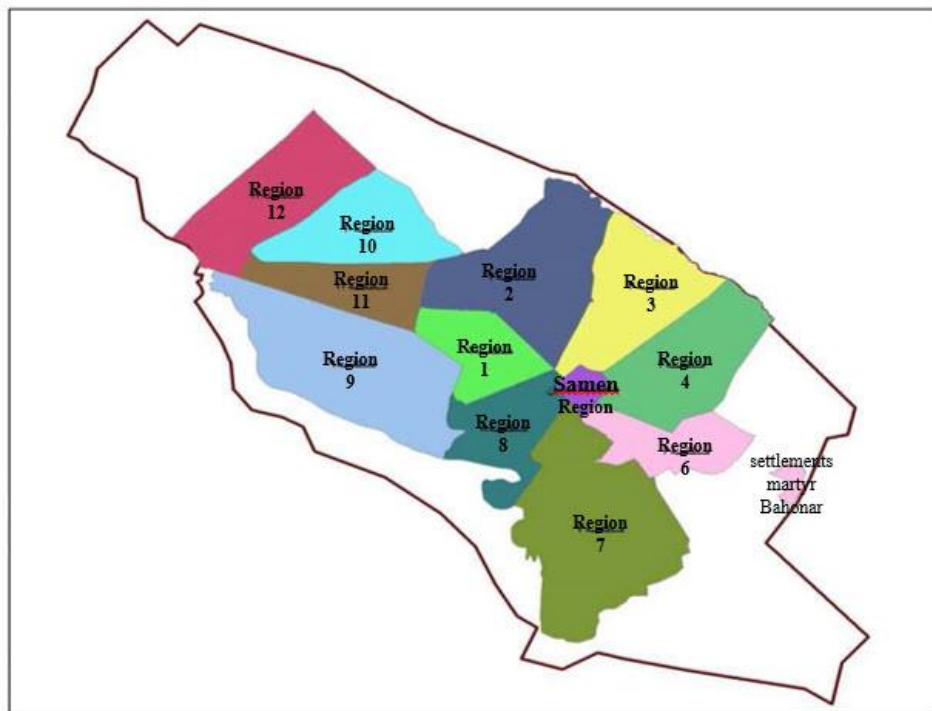 Region
12
Region
10
Region
11
Region
2
Region
3
Region
9
Region
1
Region
4
Samen
Region
Region
8
Region
6
settlements
martyr
Bahonar
Region
7